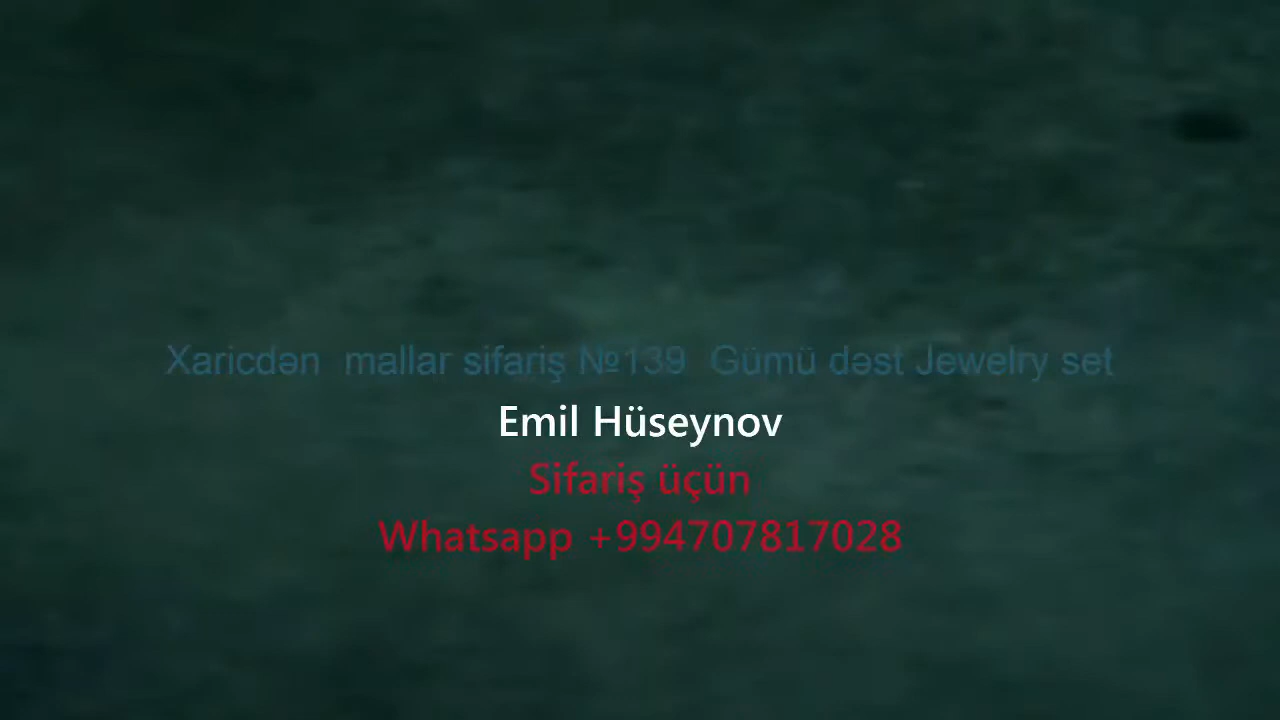 Xaricdən mallar sifariş №139 Gümü dəst Jewelry set
Emil Hüseynov
Sifariş üçün
Whatsapp +994707817028